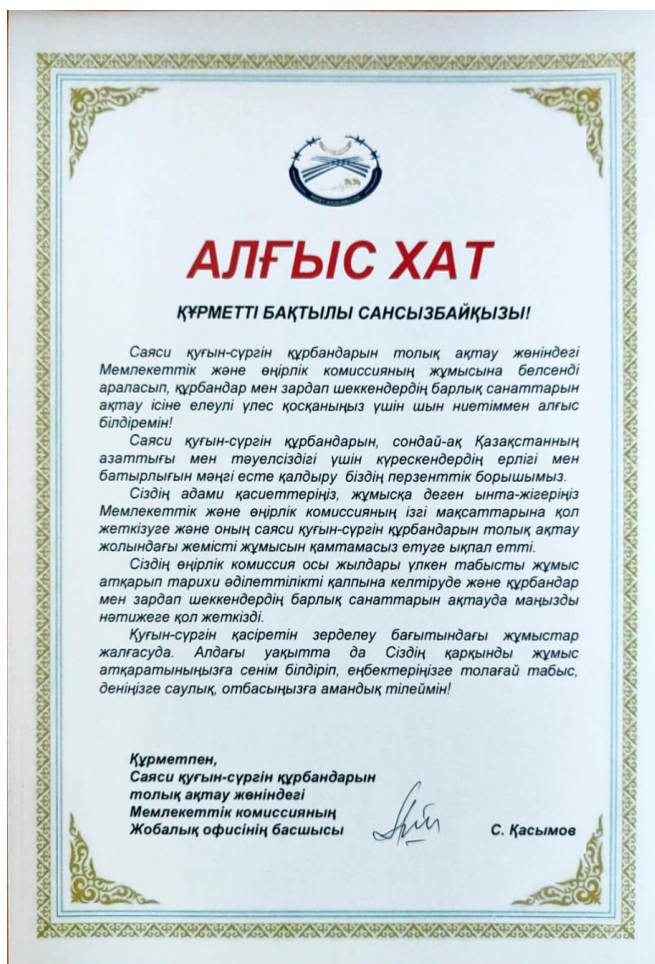 АЛҒЫС ХАТ
ҚҰРМЕТТІ БАҚТЫЛЫ САНСЫЗБАЙҚЫЗЫ!
Саяси қуғын-сүргін құрбандарын толық ақтау жөніндегі
Мемлекеттік және өңірлік комиссияның жұмысына белсенді
араласып, құрбандар мен зардап шеккендердің барлық санаттарын
ақтау ісіне елеулі үлес қосқаныңыз үшін шын ниетіммен алғыс
білдіремін!
Саяси қуғын-сүргін құрбандарын, сондай-ақ Қазақстанның
азаттығы мен тәуелсіздігі үшін күрескендердің ерлігі мен
батырлығын мәңгі есте қалдыру біздің перзенттік борышымыз.
Сіздің адами қасиеттеріңіз, жұмысқа деген ынта-жігеріңіз
Мемлекеттік және өңірлік комиссияның ізгі мақсаттарына қол
жеткізуге және оның саяси қуғын-сүргін құрбандарын толық ақтау
жолындағы жемісті жұмысын қамтамасыз етуге ықпал етті.
Сіздің өңірлік комиссия осы жылдары үлкен табысты жұмыс
атқарып тарихи әділеттілікті қалпына келтіруде және құрбандар
мен зардап шеккендердің барлық санаттарын ақтауда маңызды
нәтижеге қол жеткізді.
Қуғын-сүргін қасіретін зерделеу бағытындағы жұмыстар
жалғасуда. Алдағы уақытта да Сіздің қарқынды жұмыс
атқаратыныңызға сенім білдіріп, еңбектеріңізге толағай табыс,
деніңізге саулық, отбасыңызға амандық тілеймін!
Құрметпен,
Саяси қуғын-сүргін құрбандарын
толық ақтау жөніндегі
Мемлекеттік комиссияның
Жобалық офисінің басшысы С. Қасымов